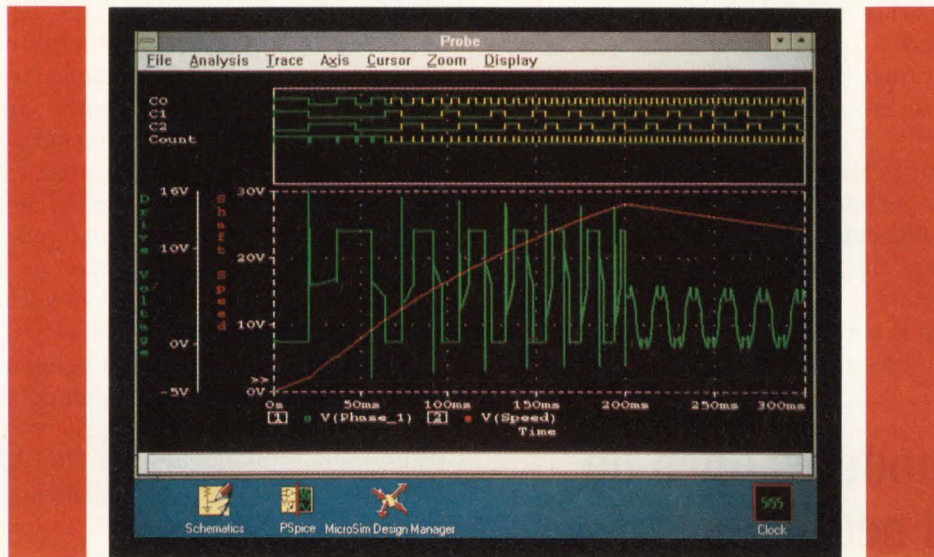 Probe
File Analysis Trace Axis Cursor Zoom Display
C0
C1
C2
Count
16V
10V
0V
-5V
Drive Voltage
30V
20V
10V
0V
Shaft Speed
>>
0s 50ms 100ms 150ms 200ms 250ms 300ms
1 V(Phase_1) 2 V(Speed)
Time
Schematics PSpice MicroSim Design Manager Clock